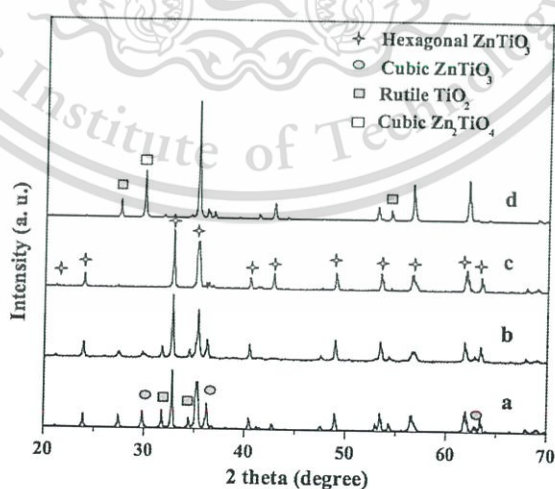 Institute of Technology
Hexagonal ZnTiO₃
Cubic ZnTiO₃
Rutile TiO₂
Cubic Zn₂TiO₄
d
c
b
a
Intensity (a. u.)
20 30 40 50 60 70
2 theta (degree)